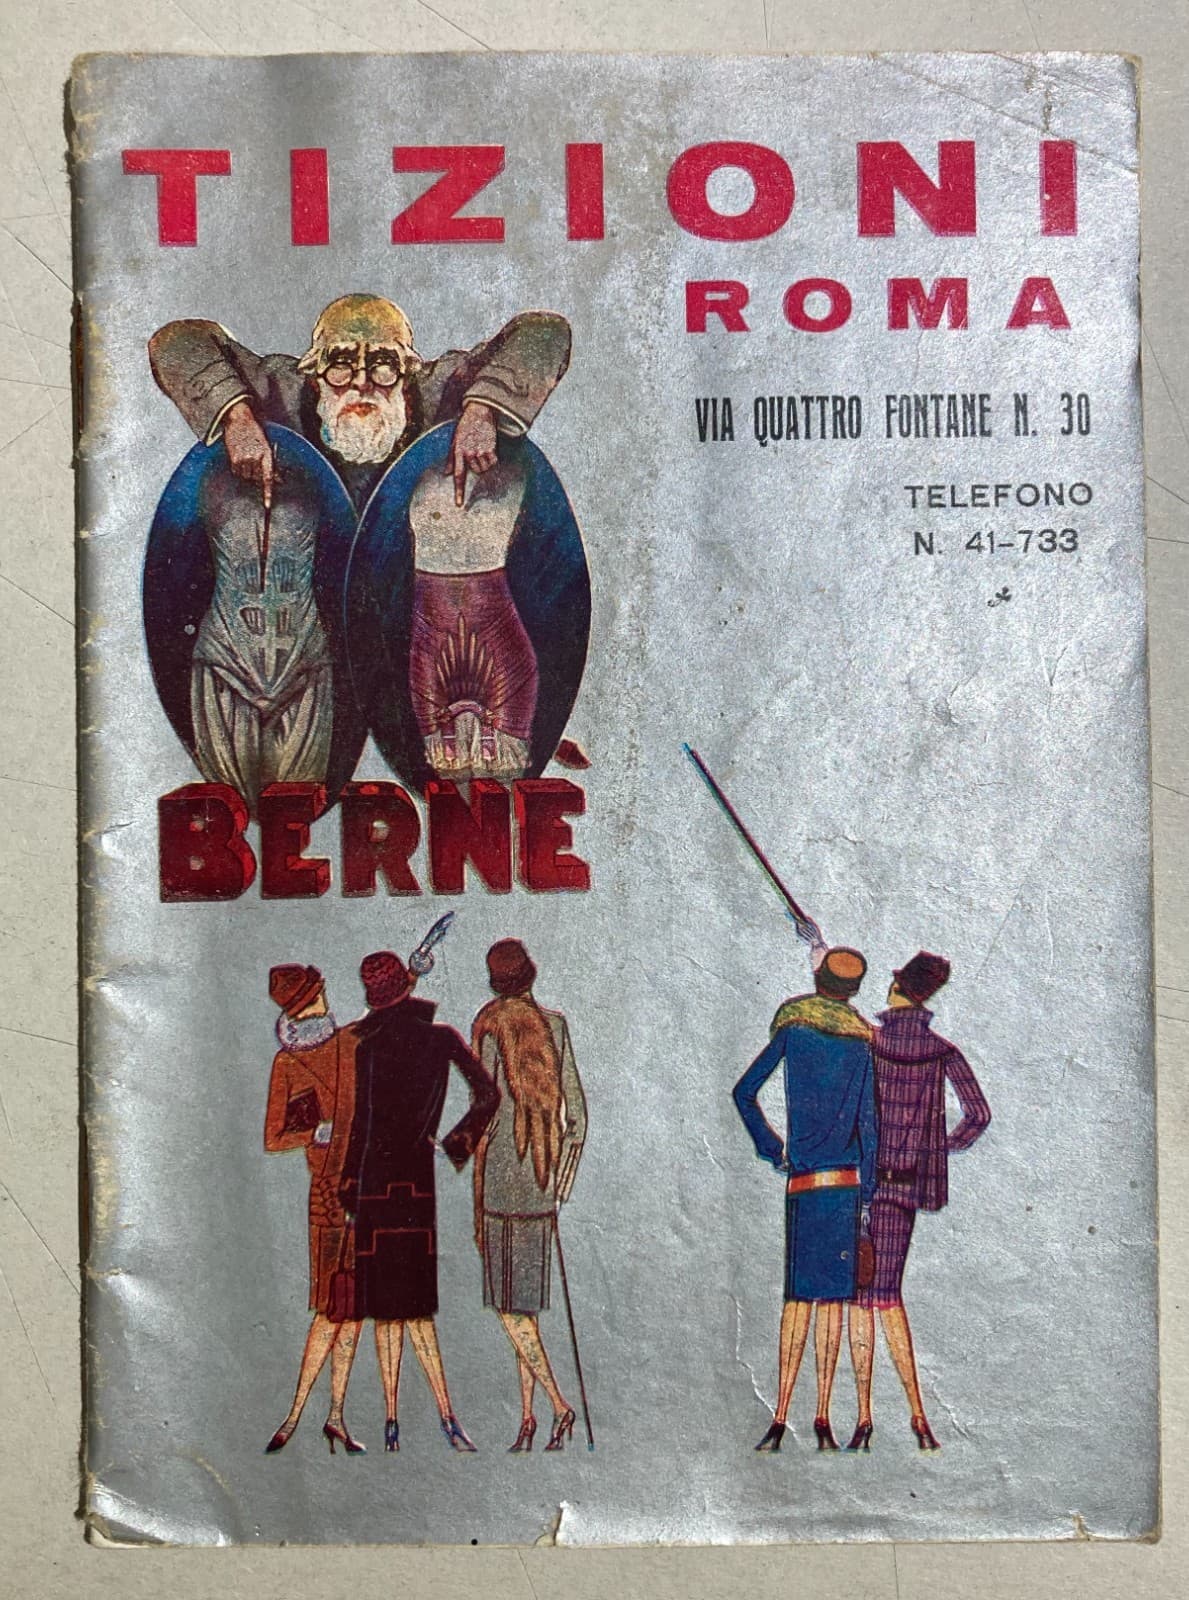 TIZIONI
ROMA
VIA QUATTRO FONTANE N. 30
TELEFONO
N. 41-733
BERNÈ